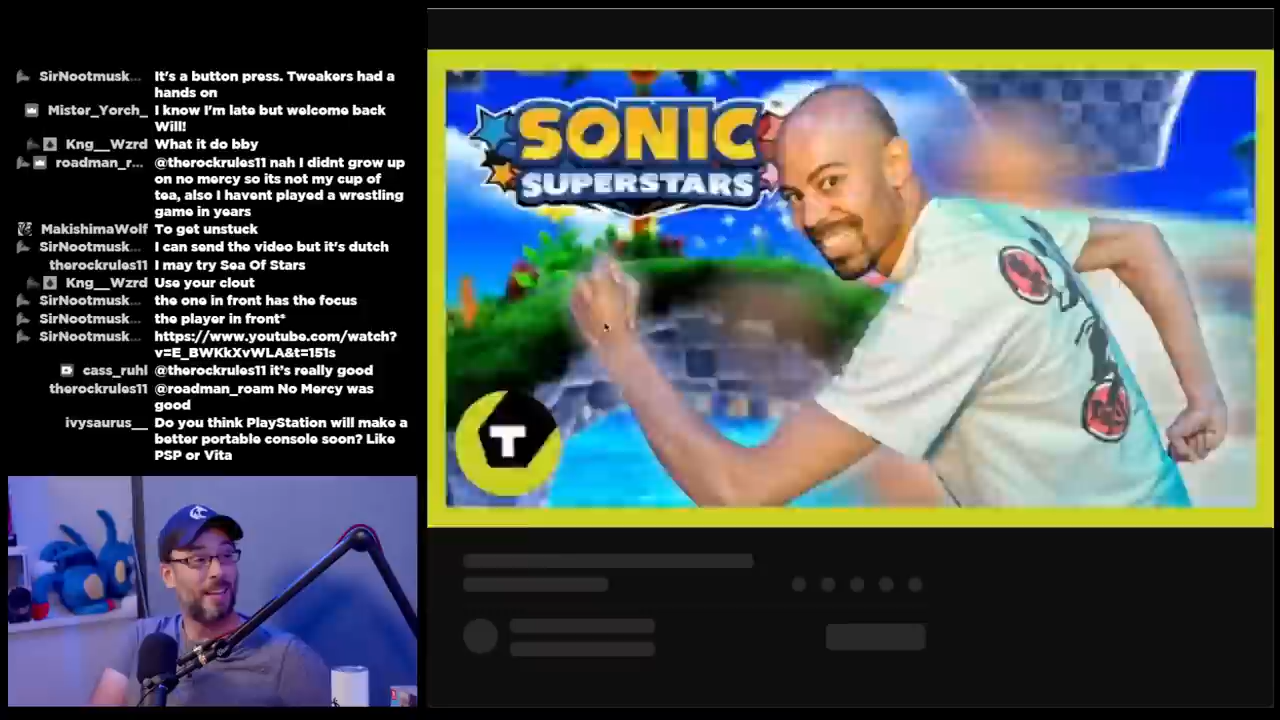 SirNootmusk... It's a button press. Tweakers had a
hands on
Mister_Yorch_ I know I'm late but welcome back
Will!
Kng__Wzrd What it do bby
roadman_r... @therockrules11 nah I didnt grow up
on no mercy so its not my cup of
tea, also I havent played a wrestling
game in years
MakishimaWolf To get unstuck
SirNootmusk... I can send the video but it's dutch
therockrules11 I may try Sea Of Stars
Kng__Wzrd Use your clout
SirNootmusk... the one in front has the focus
SirNootmusk... the player in front*
SirNootmusk... https://www.youtube.com/watch?
v=E_BWKkXvWLA&t=151s
cass_ruhl @therockrules11 it's really good
therockrules11 @roadman_roam No Mercy was
good
ivysaurus__ Do you think PlayStation will make a
better portable console soon? Like
PSP or Vita
SONIC
SUPERSTARS
T